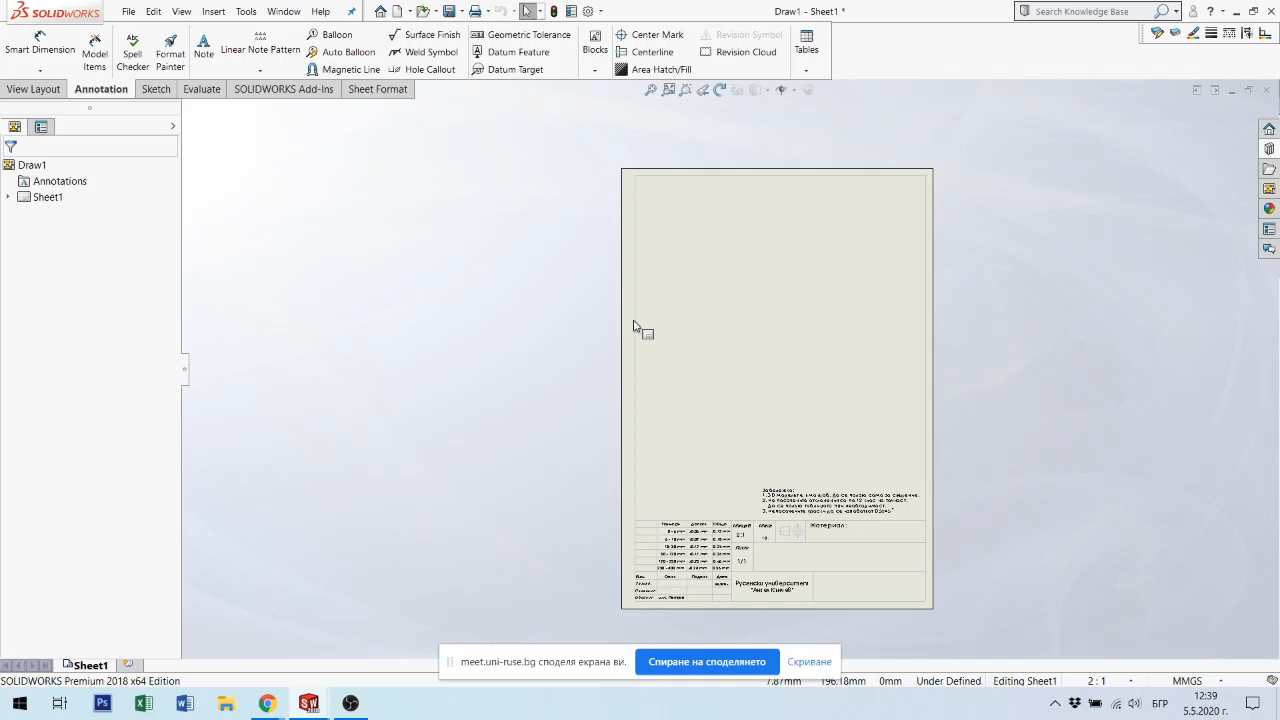 SOLIDWORKS
File Edit View Insert Tools Window Help
Draw1 - Sheet1 *
Search Knowledge Base
Smart Dimension
Model Items
Spell Checker
Format Painter
Note
Linear Note Pattern
Balloon
Auto Balloon
Magnetic Line
Surface Finish
Weld Symbol
Hole Callout
Geometric Tolerance
Datum Feature
Datum Target
Blocks
Center Mark
Centerline
Area Hatch/Fill
Revision Symbol
Revision Cloud
Tables
View Layout Annotation Sketch Evaluate SOLIDWORKS Add-Ins Sheet Format
Draw1
Annotations
Sheet1
Материал :
2:1
1/1
Русенски университет
Sheet1
meet.uni-ruse.bg споделя екрана ви.
Спиране на споделянето
Скриване
SOLIDWORKS Premium 2018 x64 Edition
7.87mm 196.18mm 0mm Under Defined Editing Sheet1 2 : 1 MMGS
БГР
12:39
5.5.2020 г.